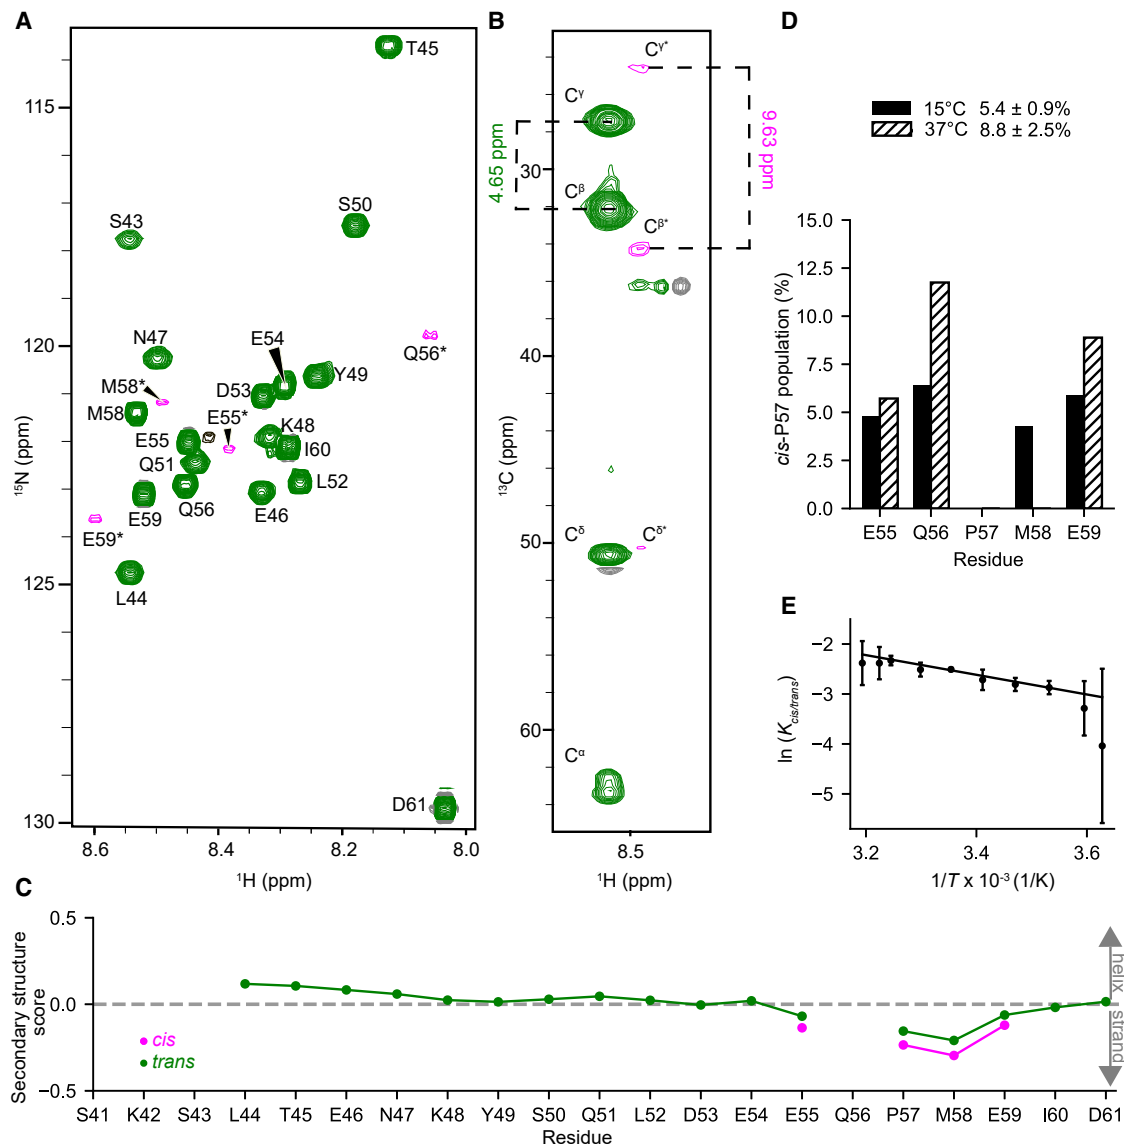 A
115
120
125
130
¹⁵N (ppm)
8.6
8.4
8.2
8.0
¹H (ppm)
T45
S50
S43
N47
E54
Y49
Q56*
M58*
D53
M58
E55*
K48
E55
I60
Q51
L52
Q56
E59
E46
E59*
L44
D61
B
Cγ*
Cγ
4.65 ppm
9.63 ppm
Cβ
Cβ*
Cδ
Cδ*
Cα
30
40
50
60
¹³C (ppm)
8.5
¹H (ppm)
D
15°C 5.4 ± 0.9%
37°C 8.8 ± 2.5%
15.0
12.5
10.0
7.5
5.0
2.5
0.0
cis-P57 population (%)
E55 Q56 P57 M58 E59
Residue
E
−2
−3
−4
−5
ln (Kcis/trans)
3.2
3.4
3.6
1/T x 10⁻³ (1/K)
C
0.5
0.0
−0.5
Secondary structure
score
helix
strand
cis
trans
S41 K42 S43 L44 T45 E46 N47 K48 Y49 S50 Q51 L52 D53 E54 E55 Q56 P57 M58 E59 I60 D61
Residue